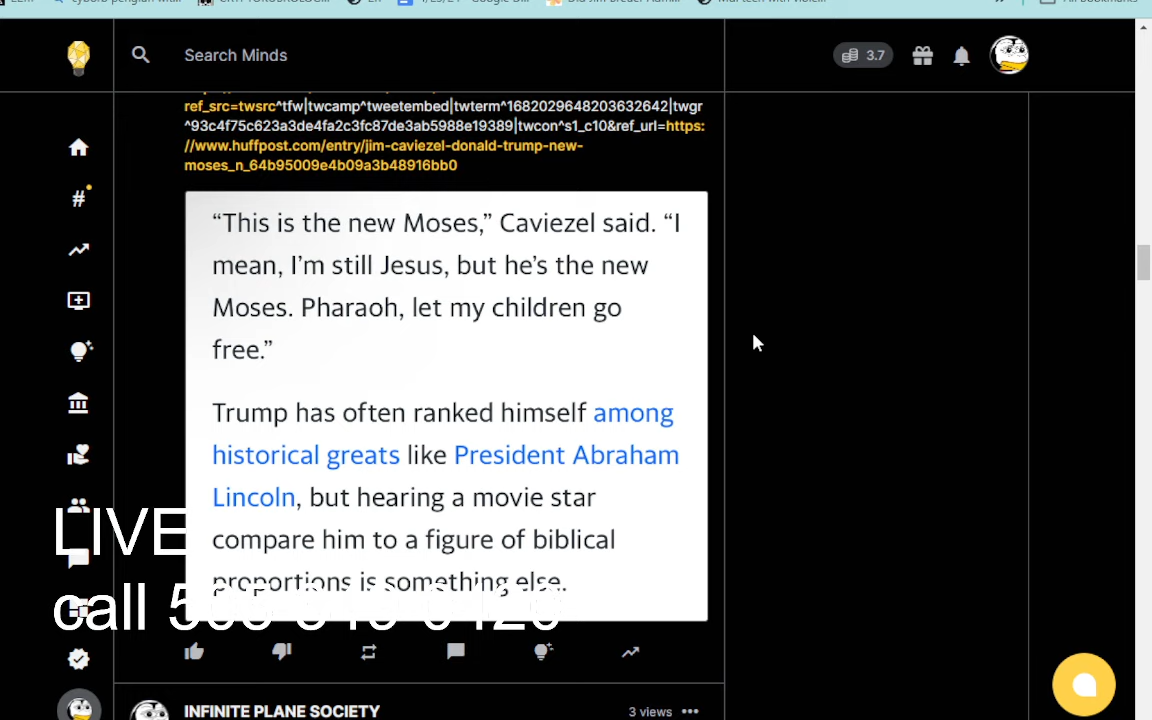 Search Minds
3.7
ref_src=twsrc^tfw|twcamp^tweetembed|twterm^1682029648203632642|twgr
^93c4f75c623a3de4fa2c3fc87de3ab5988e19389|twcon^s1_c10&ref_url=https:
//www.huffpost.com/entry/jim-caviezel-donald-trump-new-
moses_n_64b95009e4b09a3b48916bb0
“This is the new Moses,” Caviezel said. “I
mean, I’m still Jesus, but he’s the new
Moses. Pharaoh, let my children go
free.”
Trump has often ranked himself among
historical greats like President Abraham
Lincoln, but hearing a movie star
compare him to a figure of biblical
proportions is something else.
LIVE
call
INFINITE PLANE SOCIETY
3 views